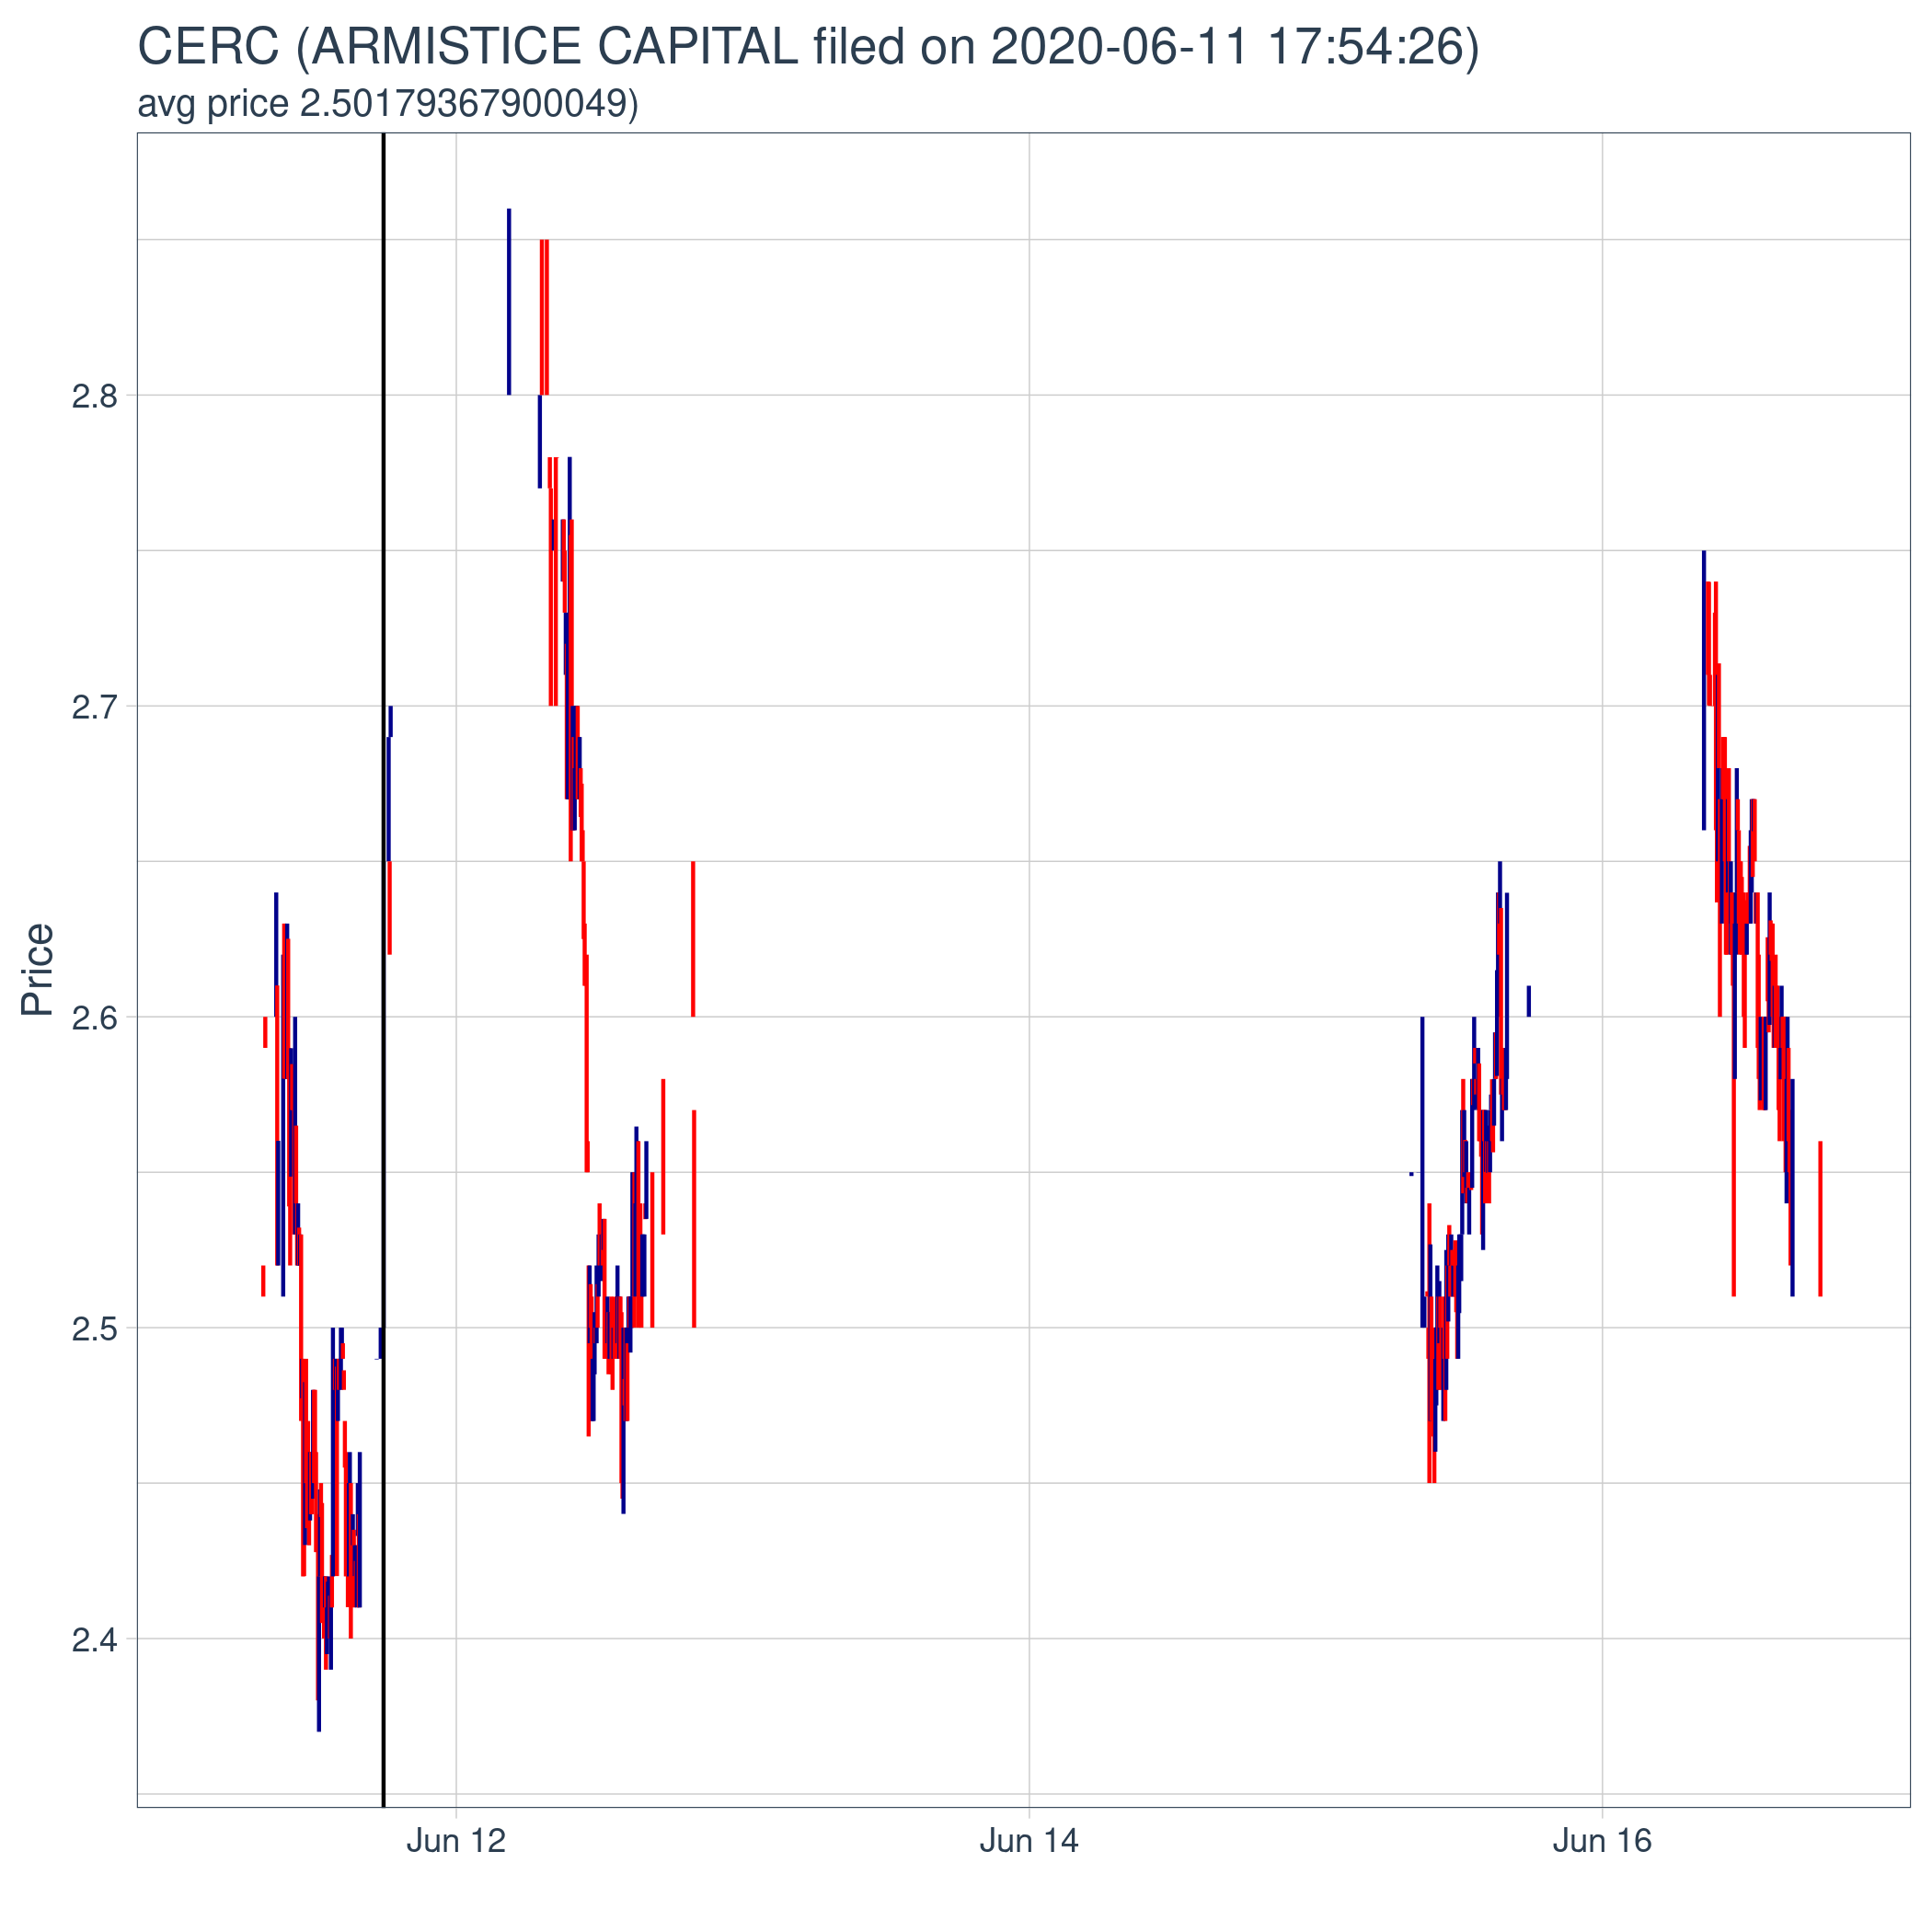 CERC (ARMISTICE CAPITAL filed on 2020-06-11 17:54:26)
avg price 2.50179367900049)
2.8
2.7
2.6
2.5
2.4
Price
Jun 12
Jun 14
Jun 16